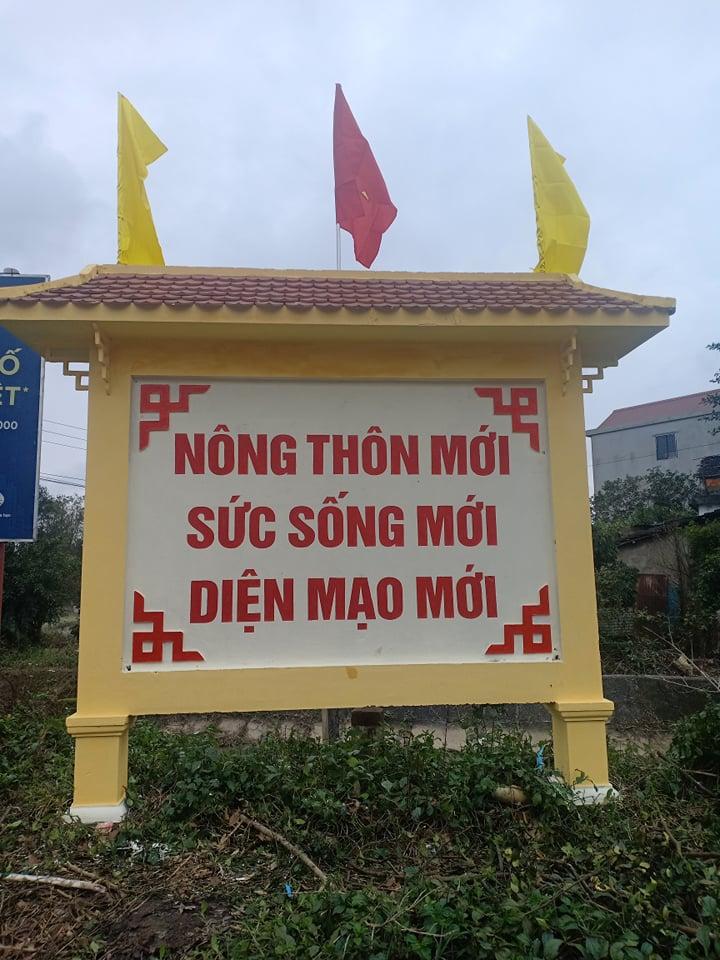 NÔNG THÔN MỚI
SỨC SỐNG MỚI
DIỆN MẠO MỚI